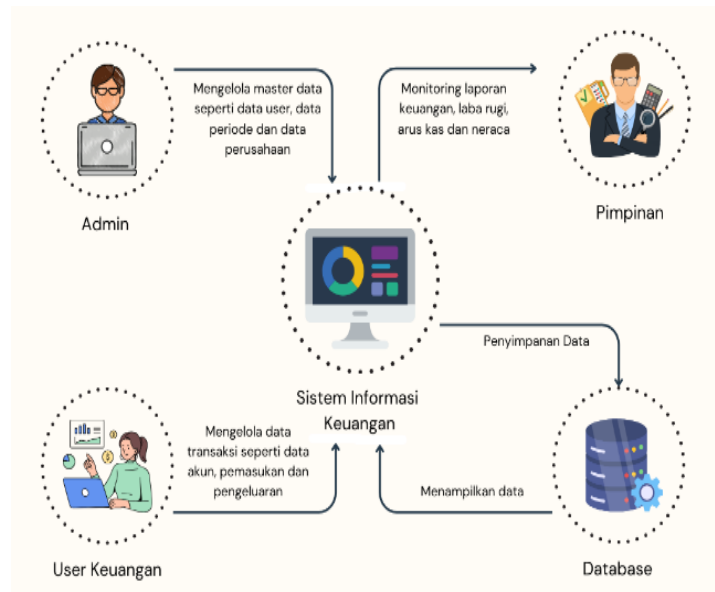 Mengelola master data
seperti data user, data
periode dan data
perusahaan
Admin
Monitoring laporan
keuangan, laba rugi,
arus kas dan neraca
Pimpinan
Sistem Informasi
Keuangan
Penyimpanan Data
Mengelola data
transaksi seperti data
akun, pemasukan dan
pengeluaran
User Keuangan
Menampilkan data
Database